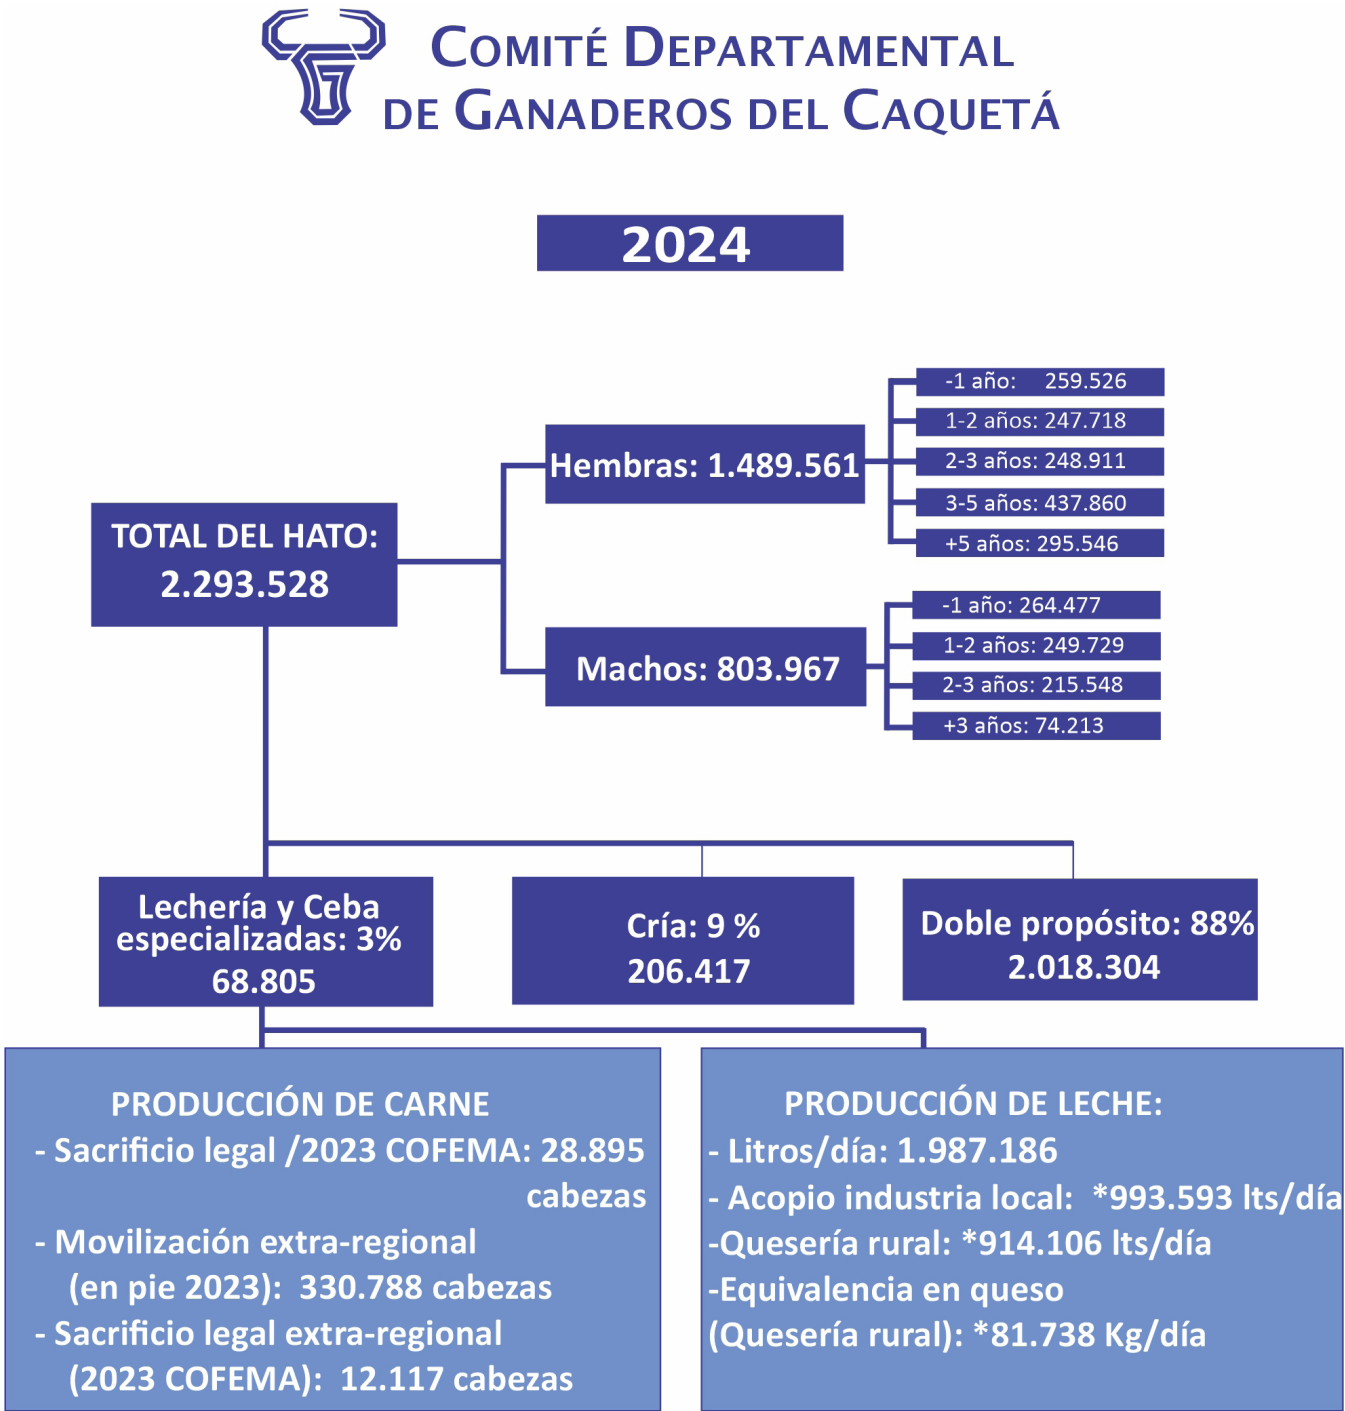 COMITÉ DEPARTAMENTAL
DE GANADEROS DEL CAQUETÁ
2024
TOTAL DEL HATO:
2.293.528
Hembras: 1.489.561
-1 año: 259.526
1-2 años: 247.718
2-3 años: 248.911
3-5 años: 437.860
+5 años: 295.546
Machos: 803.967
-1 año: 264.477
1-2 años: 249.729
2-3 años: 215.548
+3 años: 74.213
Lechería y Ceba
especializadas: 3%
68.805
Cría: 9 %
206.417
Doble propósito: 88%
2.018.304
PRODUCCIÓN DE CARNE
- Sacrificio legal /2023 COFEMA: 28.895
cabezas
- Movilización extra-regional
(en pie 2023): 330.788 cabezas
- Sacrificio legal extra-regional
(2023 COFEMA): 12.117 cabezas
PRODUCCIÓN DE LECHE:
- Litros/día: 1.987.186
- Acopio industria local: *993.593 lts/día
-Quesería rural: *914.106 lts/día
-Equivalencia en queso
(Quesería rural): *81.738 Kg/día